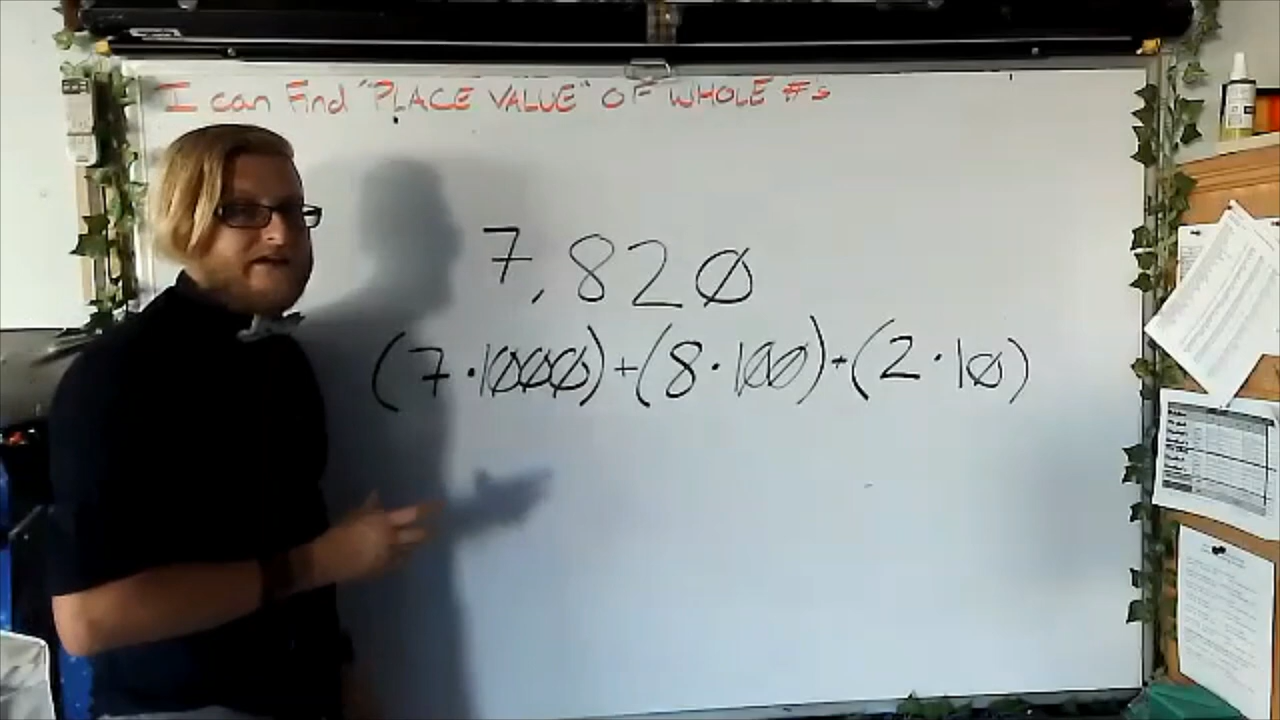 I can Find "PLACE VALUE" OF WHOLE #'s
7,820
(7·1000)+(8·100)+(2·10)